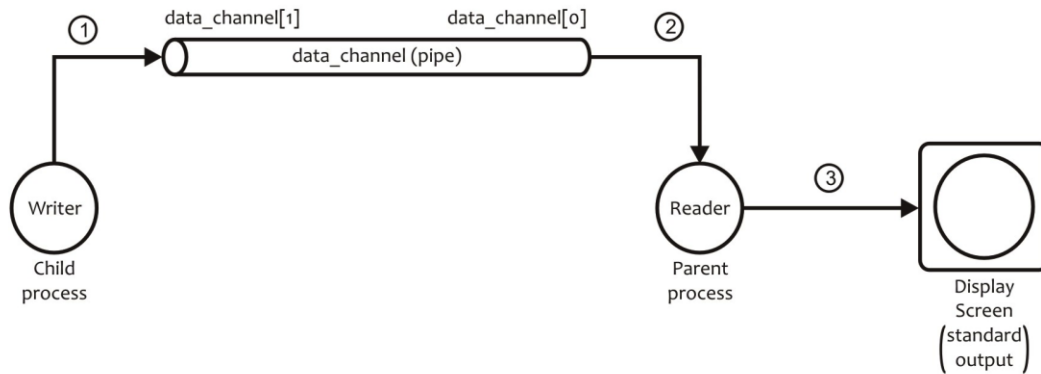 data_channel[1]
data_channel[0]
1
data_channel (pipe)
2
Writer
Reader
3
Child
process
Parent
process
Display
Screen
(standard
output)